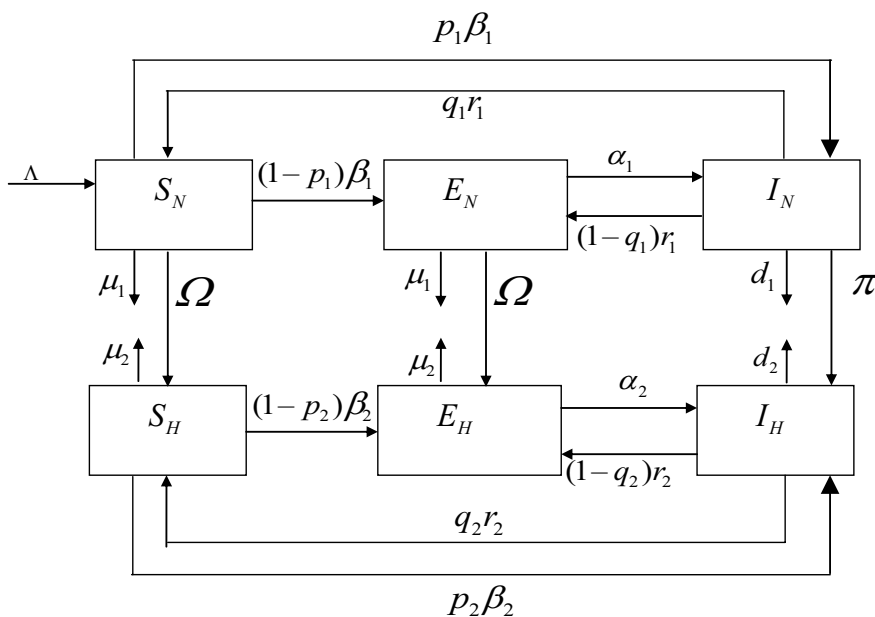 p₁β₁
q₁r₁
Λ
S_N
(1 − p₁)β₁
E_N
α₁
(1 − q₁)r₁
I_N
μ₁
Ω
μ₁
Ω
d₁
π
μ₂
μ₂
d₂
S_H
(1 − p₂)β₂
E_H
α₂
(1 − q₂)r₂
I_H
q₂r₂
p₂β₂